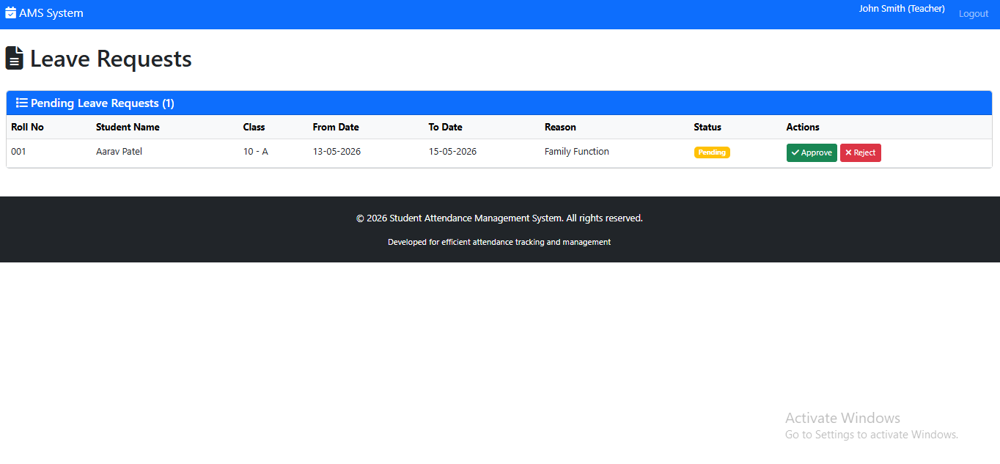 AMS System
John Smith (Teacher) Logout
Leave Requests
Pending Leave Requests (1)
Roll No Student Name Class From Date To Date Reason Status Actions
001 Aarav Patel 10 - A 13-05-2026 15-05-2026 Family Function Pending Approve Reject
© 2026 Student Attendance Management System. All rights reserved.
Developed for efficient attendance tracking and management
Activate Windows
Go to Settings to activate Windows.